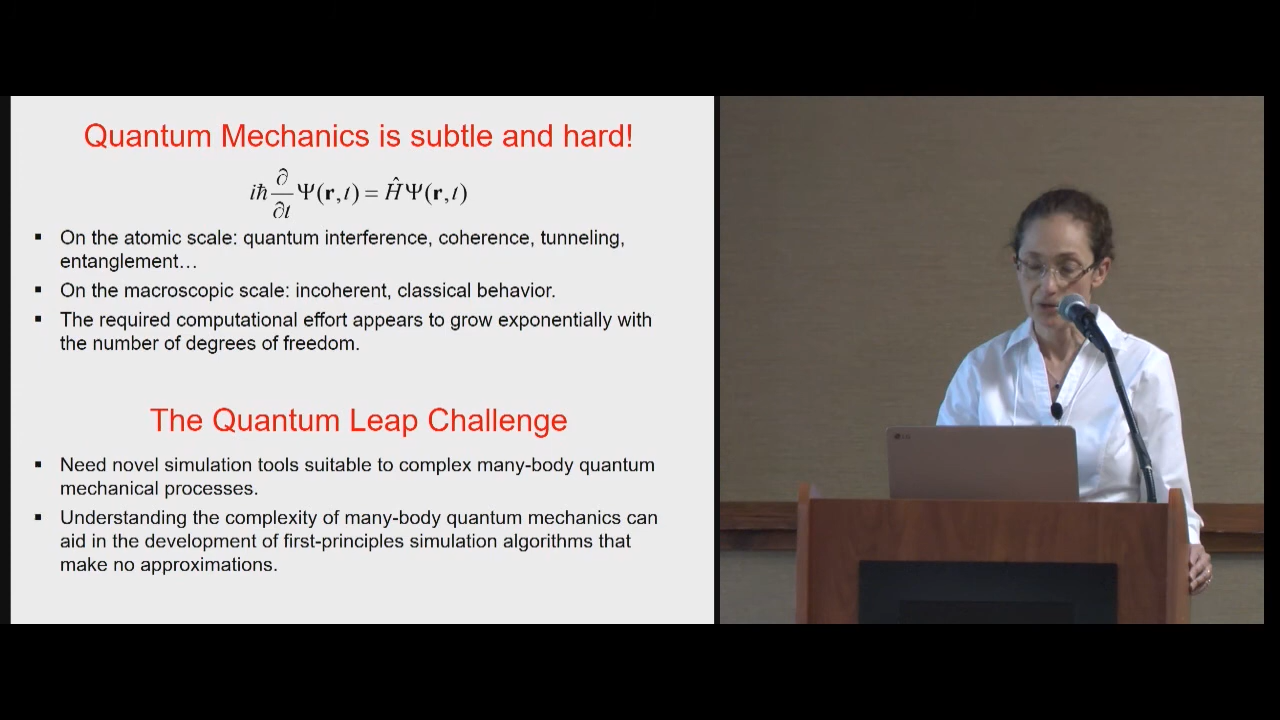 Quantum Mechanics is subtle and hard!
iħ ∂/∂t Ψ(r,t) = ĤΨ(r,t)
▪ On the atomic scale: quantum interference, coherence, tunneling,
entanglement…
▪ On the macroscopic scale: incoherent, classical behavior.
▪ The required computational effort appears to grow exponentially with
the number of degrees of freedom.
The Quantum Leap Challenge
▪ Need novel simulation tools suitable to complex many-body quantum
mechanical processes.
▪ Understanding the complexity of many-body quantum mechanics can
aid in the development of first-principles simulation algorithms that
make no approximations.
LG